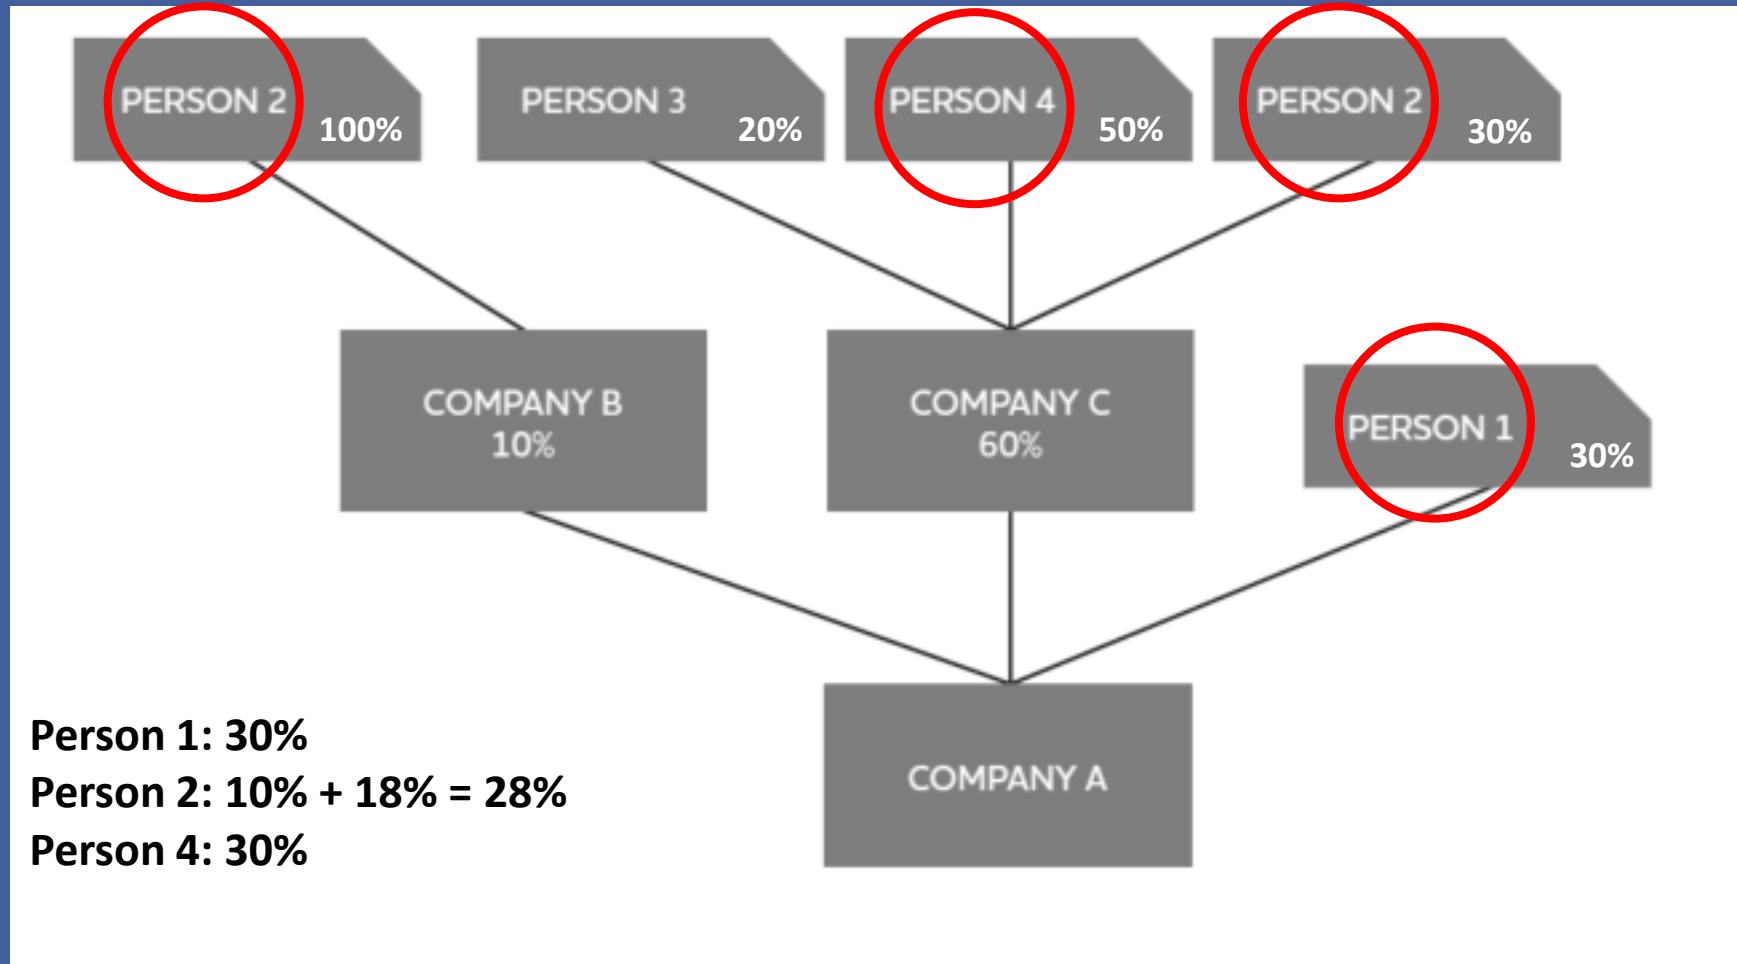 PERSON 2
100%
PERSON 3
20%
PERSON 4
50%
PERSON 2
30%
COMPANY B
10%
COMPANY C
60%
PERSON 1
30%
COMPANY A
Person 1: 30%
Person 2: 10% + 18% = 28%
Person 4: 30%